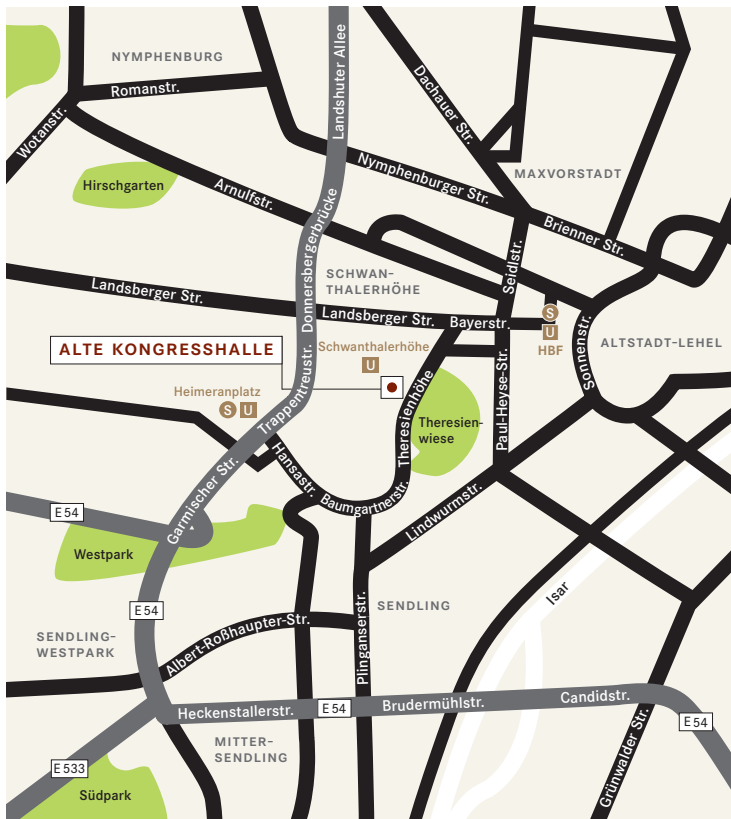 NYMPHENBURG
Romanstr.
Wotanstr.
Landshuter Allee
Dachauer Str.
Hirschgarten
Arnulfstr.
Nymphenburger Str.
MAXVORSTADT
Brienner Str.
Donnersbergerbrücke
Seidlstr.
SCHWAN-
THALERHÖHE
Landsberger Str.
Landsberger Str.
Bayerstr.
S
U
HBF
Sonnenstr.
ALTSTADT-LEHEL
ALTE KONGRESSHALLE
Schwanthalerhöhe
U
Heimeranplatz
S U
Trappentreustr.
Theresienhöhe
Paul-Heyse-Str.
Theresien-
wiese
Hansastr.
Baumgartnerstr.
Garmischer Str.
Lindwurmstr.
E 54
Westpark
E 54
Isar
SENDLING
SENDLING-
WESTPARK
Albert-Roßhaupter-Str.
Plinganserstr.
Heckenstallerstr.
E 54
Brudermühlstr.
Candidstr.
E 54
MITTER-
SENDLING
E 533
Südpark
Grünwalder Str.